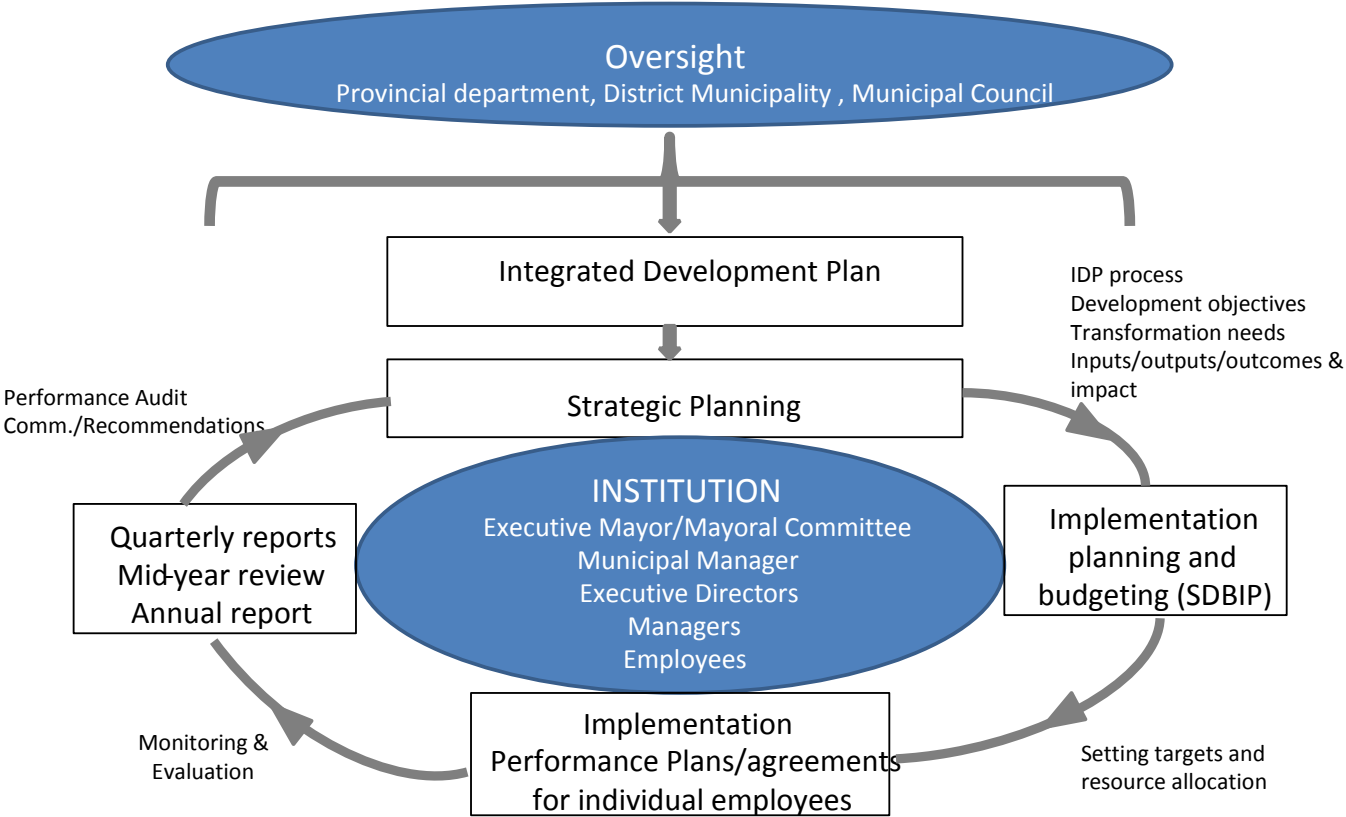 Oversight
Provincial department, District Municipality , Municipal Council
Integrated Development Plan
IDP process
Development objectives
Transformation needs
Inputs/outputs/outcomes &
impact
Strategic Planning
Performance Audit
Comm./Recommendations
INSTITUTION
Executive Mayor/Mayoral Committee
Municipal Manager
Executive Directors
Managers
Employees
Quarterly reports
Mid-year review
Annual report
Implementation
planning and
budgeting (SDBIP)
Implementation
Performance Plans/agreements
for individual employees
Monitoring &
Evaluation
Setting targets and
resource allocation